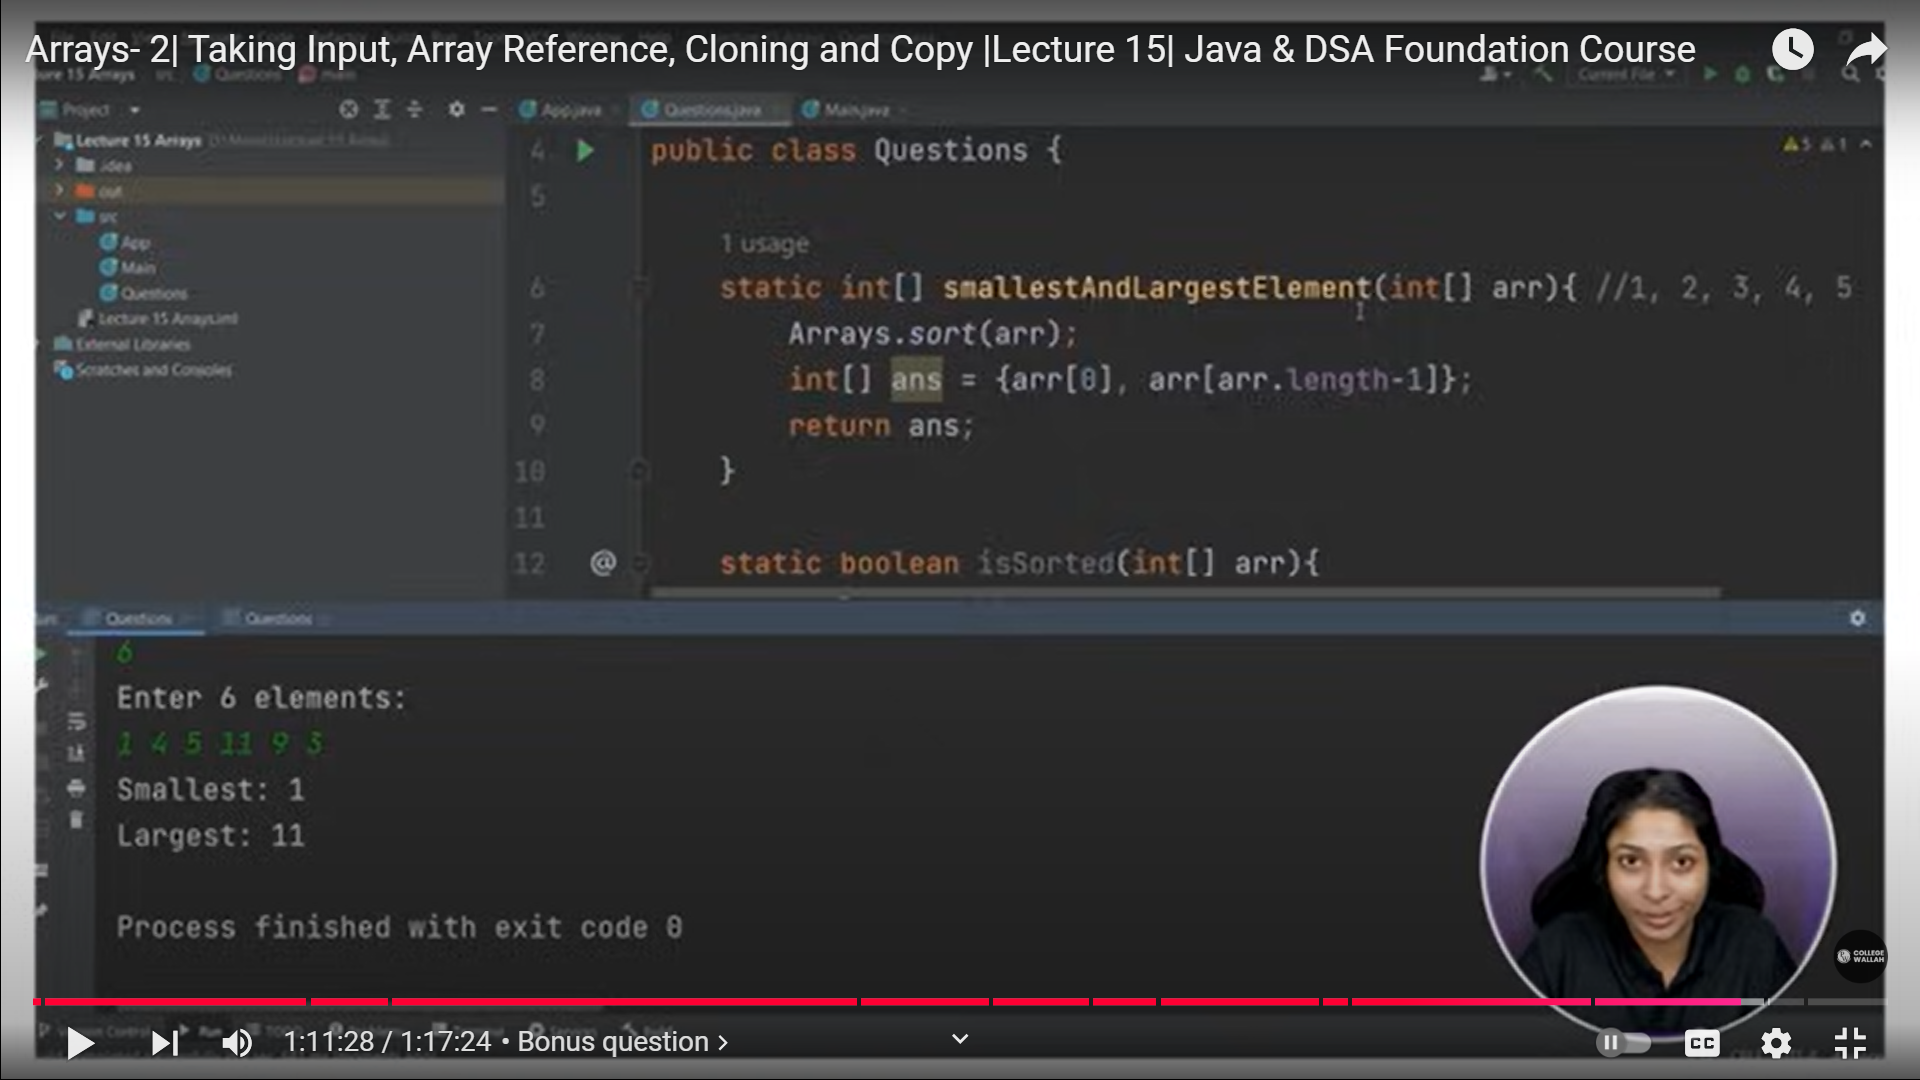 Arrays- 2| Taking Input, Array Reference, Cloning and Copy |Lecture 15| Java & DSA Foundation Course
Current File
Project
App.java
Questions.java
Main.java
Lecture 15 Arrays
.idea
out
src
App
Main
Questions
Lecture 15 Arrays.iml
External Libraries
Scratches and Consoles
5 1
4 public class Questions {
5
1 usage
6 static int[] smallestAndLargestElement(int[] arr){ //1, 2, 3, 4, 5
7 Arrays.sort(arr);
8 int[] ans = {arr[0], arr[arr.length-1]};
9 return ans;
10 }
11
12 @ static boolean isSorted(int[] arr){
Questions
Questions
6
Enter 6 elements:
1 4 5 11 9 3
Smallest: 1
Largest: 11
Process finished with exit code 0
COLLEGE
WALLAH
1:11:28 / 1:17:24 • Bonus question ›
CC